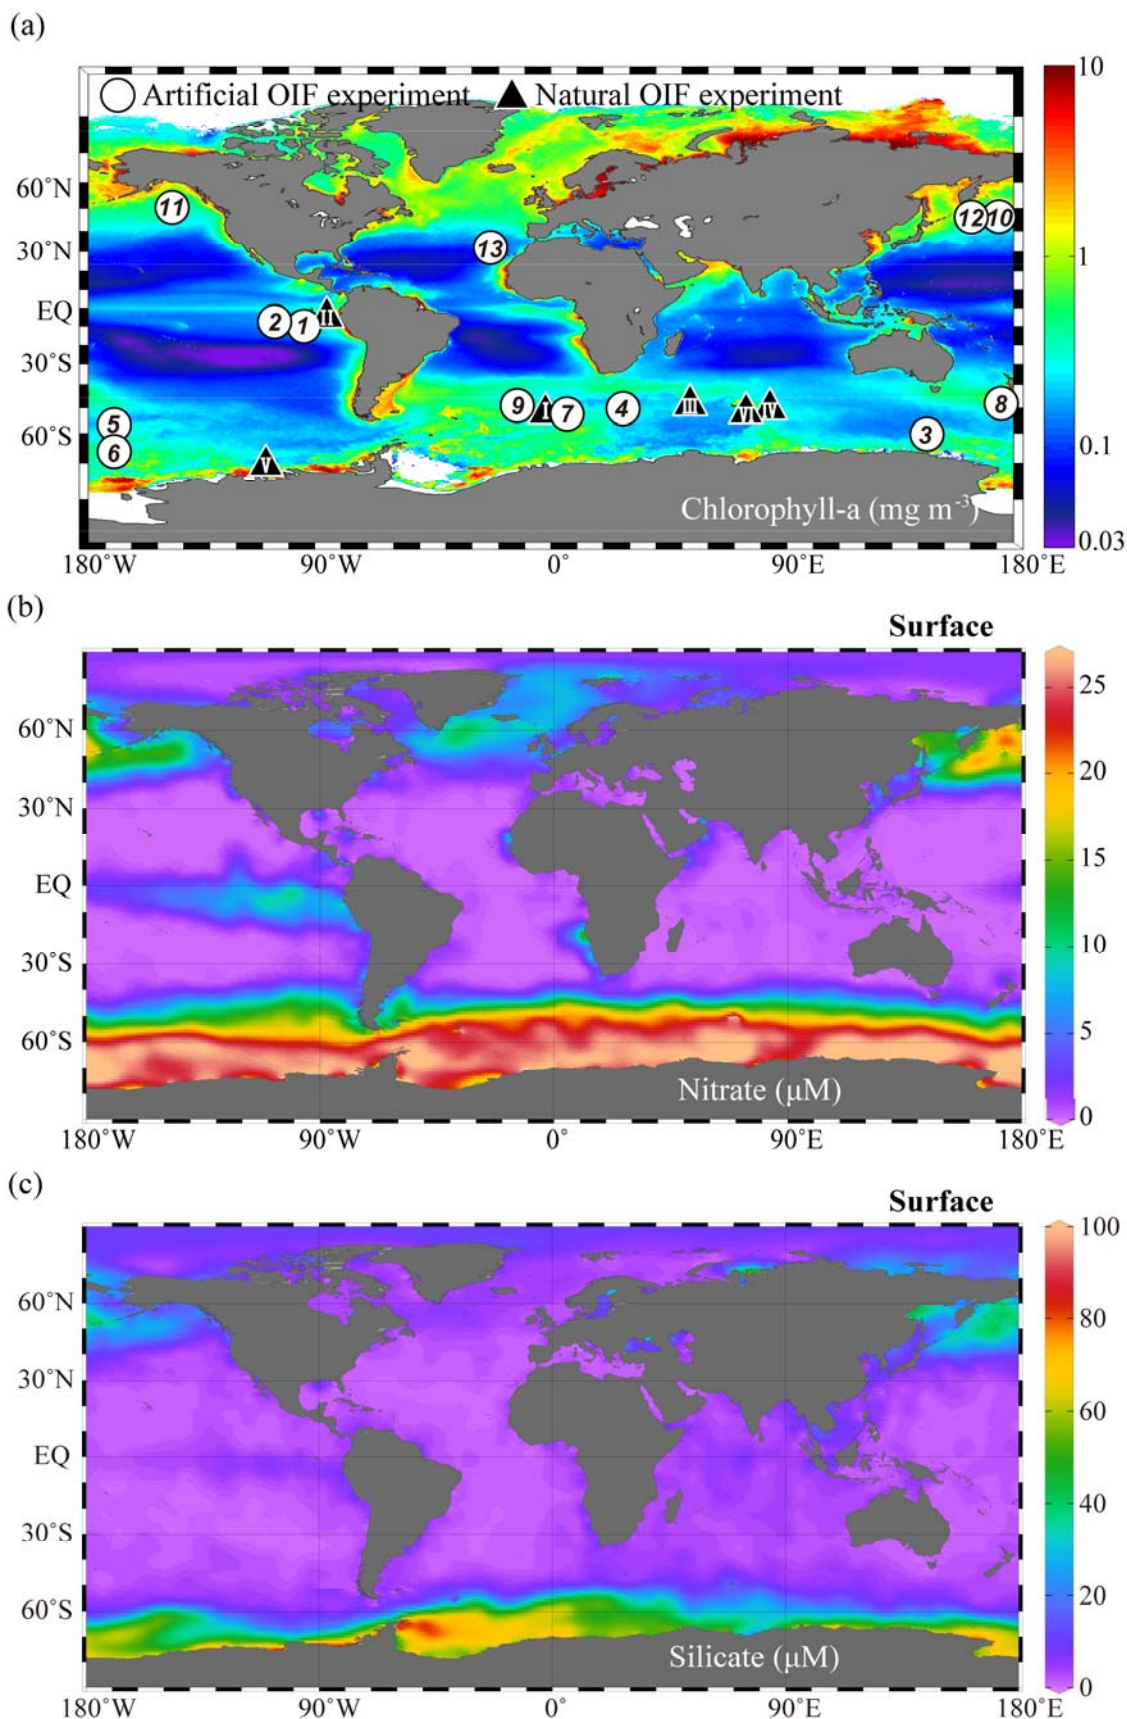 (a)
Artificial OIF experiment Natural OIF experiment
10
60°N
11
12 10
30°N
13
1
EQ
2 1 II
30°S
9 I 7 4 III VI IV 8
5
3
0.1
60°S
6
V
Chlorophyll-a (mg m-3)
0.03
180°W 90°W 0° 90°E 180°E
(b)
Surface
25
60°N
20
30°N
15
EQ
10
30°S
5
60°S
Nitrate (μM)
0
180°W 90°W 0° 90°E 180°E
(c)
Surface
100
60°N
80
30°N
60
EQ
40
30°S
20
60°S
Silicate (μM)
0
180°W 90°W 0° 90°E 180°E